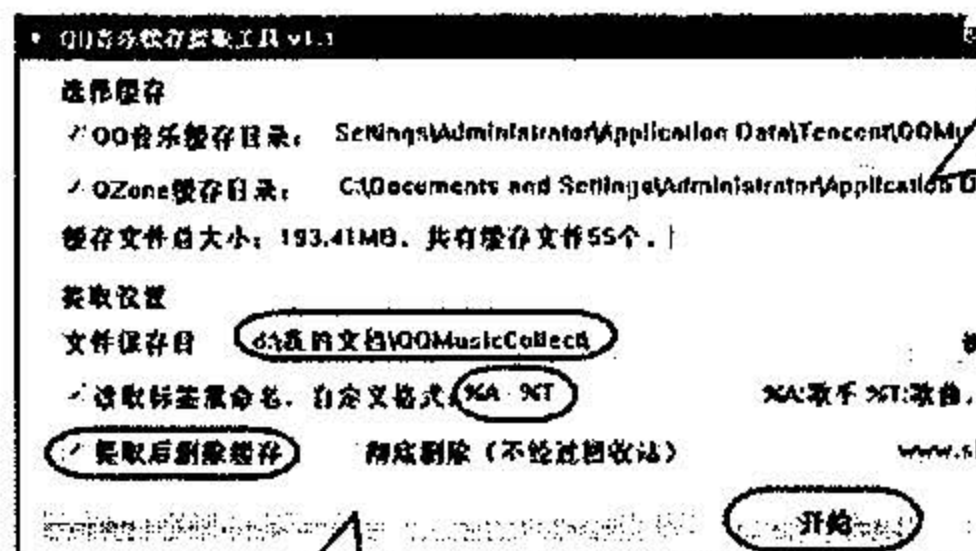 QQ音乐缓存提取工具 v1.1
选择缓存
QQ音乐缓存目录： Settings\Administrator\Application Data\Tencent\QQMu
QZone缓存目录： C:\Documents and Settings\Administrator\Application D
缓存文件总大小：193.41MB，共有缓存文件55个。
提取设置
文件保存目 d:\我的文档\QQMusicCollect\
读取标签重命名，自定义格式 %A - %T %A:歌手 %T:歌曲，
提取后删除缓存 彻底删除（不经过回收站） www.s
开始